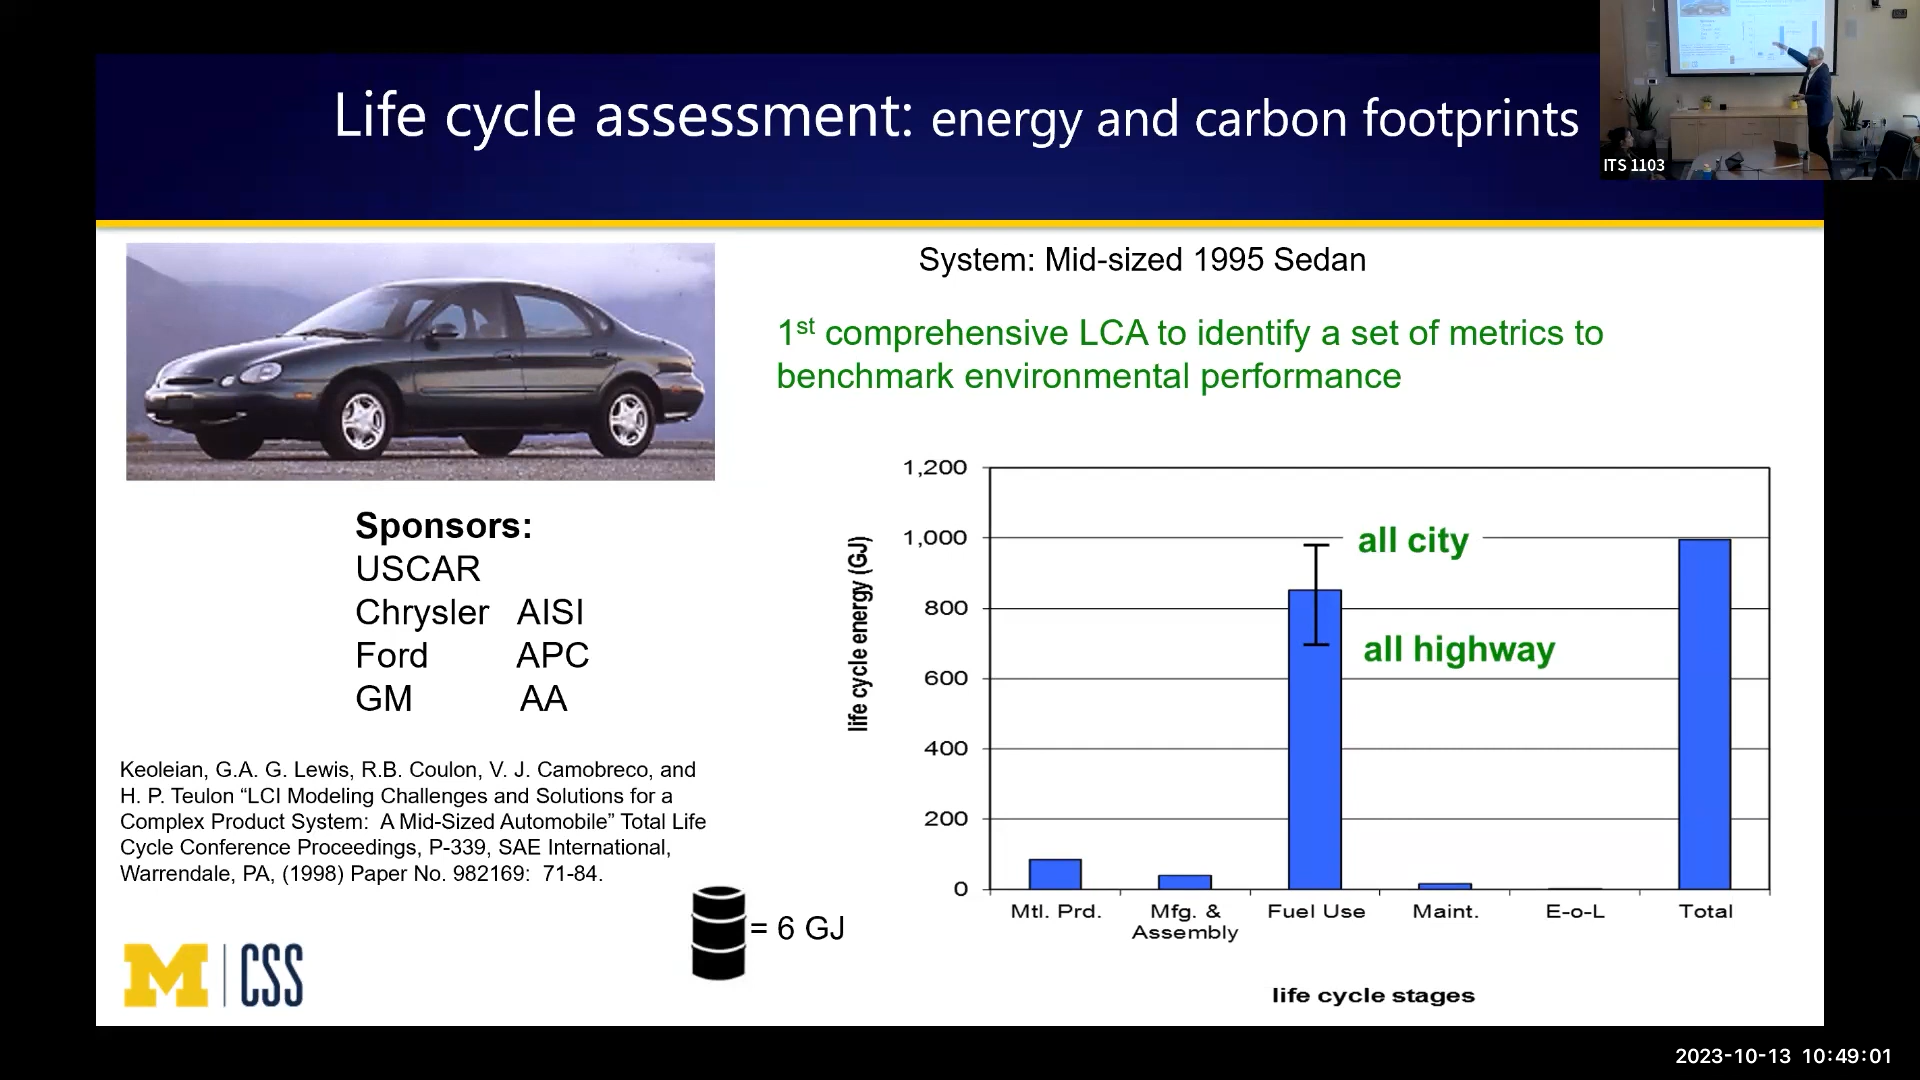 Life cycle assessment: energy and carbon footprints
ITS 1103
System: Mid-sized 1995 Sedan
1st comprehensive LCA to identify a set of metrics to
benchmark environmental performance
Sponsors:
USCAR
Chrysler AISI
Ford APC
GM AA
Keoleian, G.A. G. Lewis, R.B. Coulon, V. J. Camobreco, and
H. P. Teulon “LCI Modeling Challenges and Solutions for a
Complex Product System: A Mid-Sized Automobile” Total Life
Cycle Conference Proceedings, P-339, SAE International,
Warrendale, PA, (1998) Paper No. 982169: 71-84.
= 6 GJ
M CSS
life cycle energy (GJ)
1,200
1,000
800
600
400
200
0
all city
all highway
Mtl. Prd.
Mfg. &
Assembly
Fuel Use
Maint.
E-o-L
Total
life cycle stages
2023-10-13 10:49:01